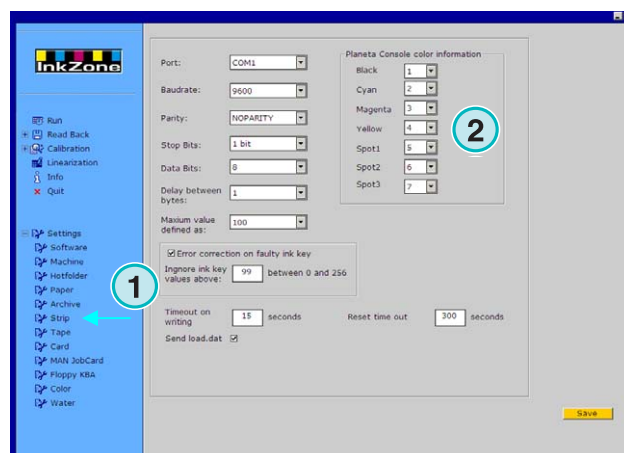 InkZone
Run
Read Back
Calibration
Linearization
Info
Quit
Settings
Software
Machine
Hotfolder
Paper
Archive
Strip
Tape
Card
MAN JobCard
Floppy KBA
Color
Water
1
Port: COM1
Baudrate: 9600
Parity: NOPARITY
Stop Bits: 1 bit
Data Bits: 8
Delay between 1
bytes:
Maxium value 100
defined as:
Planeta Console color information
Black 1
Cyan 2
Magenta 3
Yellow 4
Spot1 5
Spot2 6
Spot3 7
2
Error correction on faulty ink key
Ingnore ink key 99 between 0 and 256
values above:
Timeout on 15 seconds
writing
Reset time out 300 seconds
Send load.dat
Save